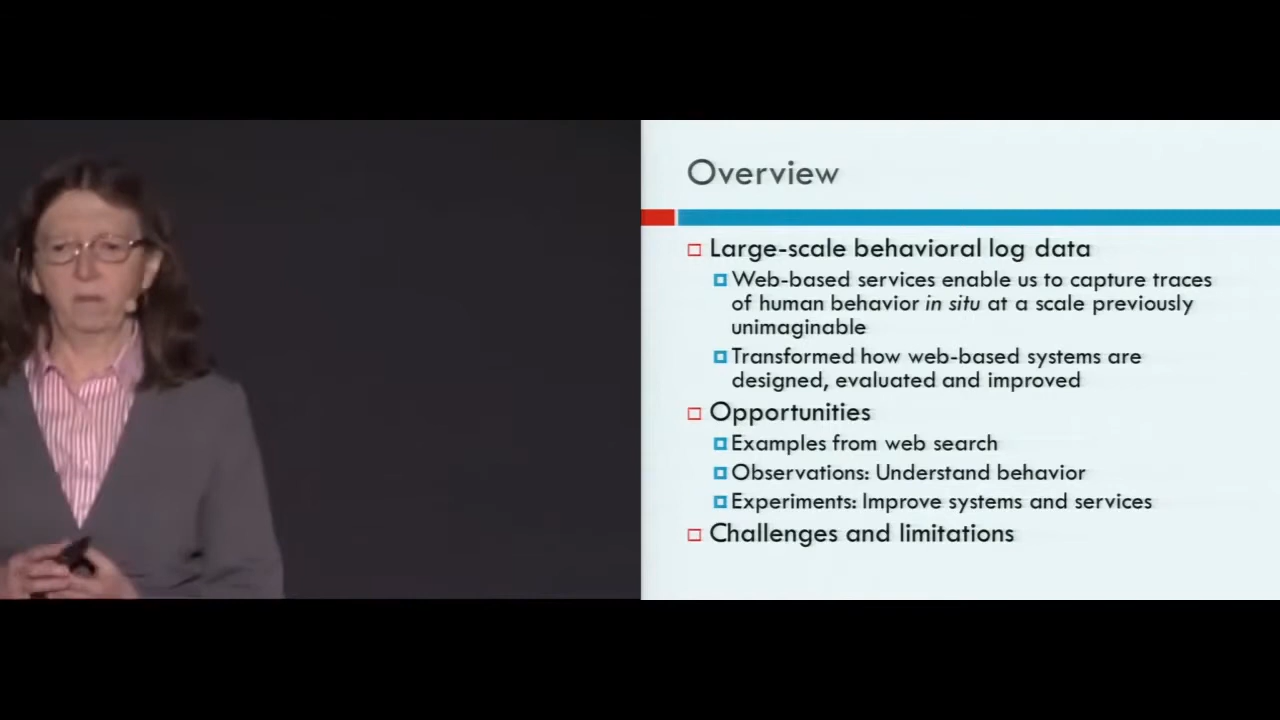 Overview
Large-scale behavioral log data
Web-based services enable us to capture traces
of human behavior in situ at a scale previously
unimaginable
Transformed how web-based systems are
designed, evaluated and improved
Opportunities
Examples from web search
Observations: Understand behavior
Experiments: Improve systems and services
Challenges and limitations